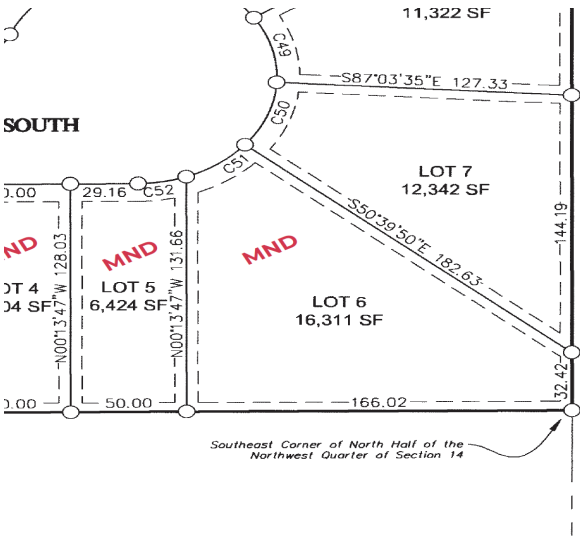 11,322 SF
C49
S87°03'35"E 127.33
C50
SOUTH
C51
LOT 7
12,342 SF
0.00
29.16
C52
S50°39'50"E 182.63
144.19
ND
N00°13'47"W 128.03
MND
N00°13'47"W 131.66
MND
OT 4
04 SF
LOT 5
6,424 SF
LOT 6
16,311 SF
32.42
0.00
50.00
166.02
Southeast Corner of North Half of the
Northwest Quarter of Section 14